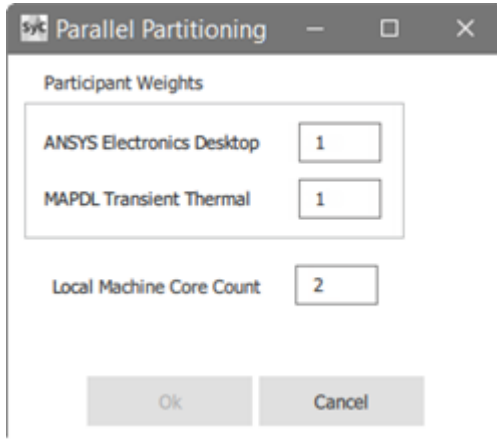 SyC Parallel Partitioning
Participant Weights
ANSYS Electronics Desktop 1
MAPDL Transient Thermal 1
Local Machine Core Count 2
Ok Cancel